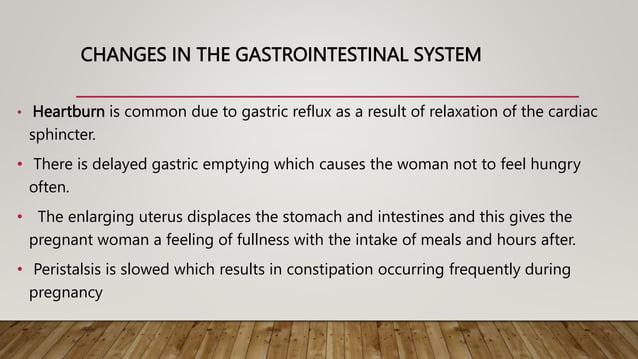 CHANGES IN THE GASTROINTESTINAL SYSTEM
• Heartburn is common due to gastric reflux as a result of relaxation of the cardiac
sphincter.
• There is delayed gastric emptying which causes the woman not to feel hungry
often.
• The enlarging uterus displaces the stomach and intestines and this gives the
pregnant woman a feeling of fullness with the intake of meals and hours after.
• Peristalsis is slowed which results in constipation occurring frequently during
pregnancy